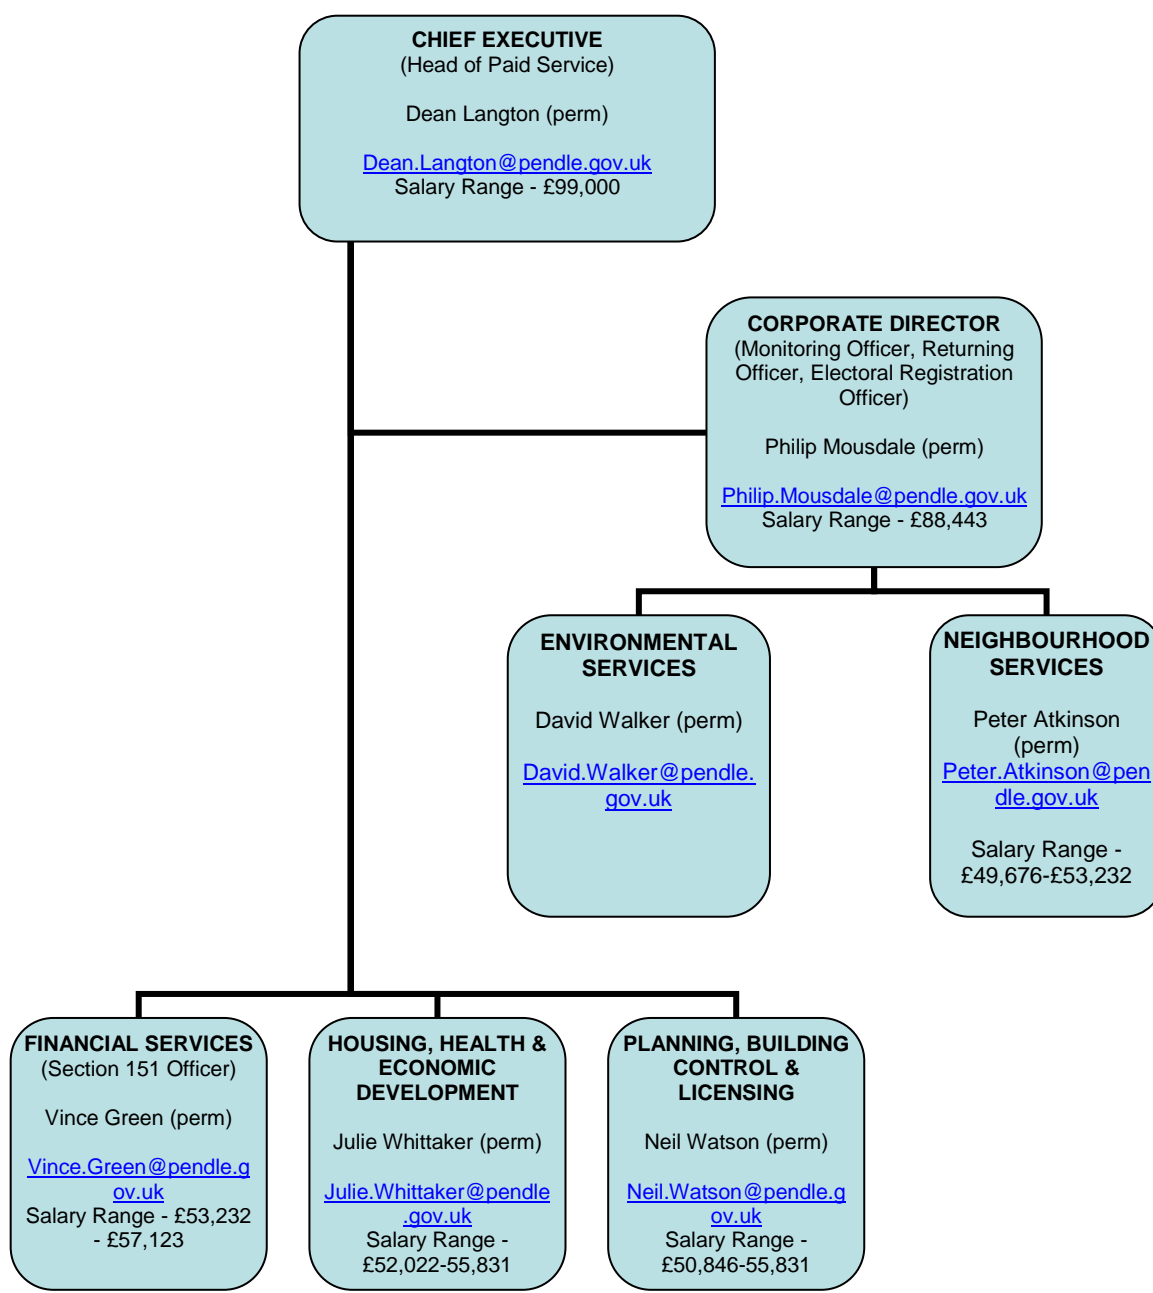 CHIEF EXECUTIVE
(Head of Paid Service)
Dean Langton (perm)
Dean.Langton@pendle.gov.uk
Salary Range - £99,000
CORPORATE DIRECTOR
(Monitoring Officer, Returning
Officer, Electoral Registration
Officer)
Philip Mousdale (perm)
Philip.Mousdale@pendle.gov.uk
Salary Range - £88,443
ENVIRONMENTAL
SERVICES
David Walker (perm)
David.Walker@pendle.
gov.uk
NEIGHBOURHOOD
SERVICES
Peter Atkinson
(perm)
Peter.Atkinson@pen
dle.gov.uk
Salary Range -
£49,676-£53,232
FINANCIAL SERVICES
(Section 151 Officer)
Vince Green (perm)
Vince.Green@pendle.g
ov.uk
Salary Range - £53,232
- £57,123
HOUSING, HEALTH &
ECONOMIC
DEVELOPMENT
Julie Whittaker (perm)
Julie.Whittaker@pendle
.gov.uk
Salary Range -
£52,022-55,831
PLANNING, BUILDING
CONTROL &
LICENSING
Neil Watson (perm)
Neil.Watson@pendle.g
ov.uk
Salary Range -
£50,846-55,831